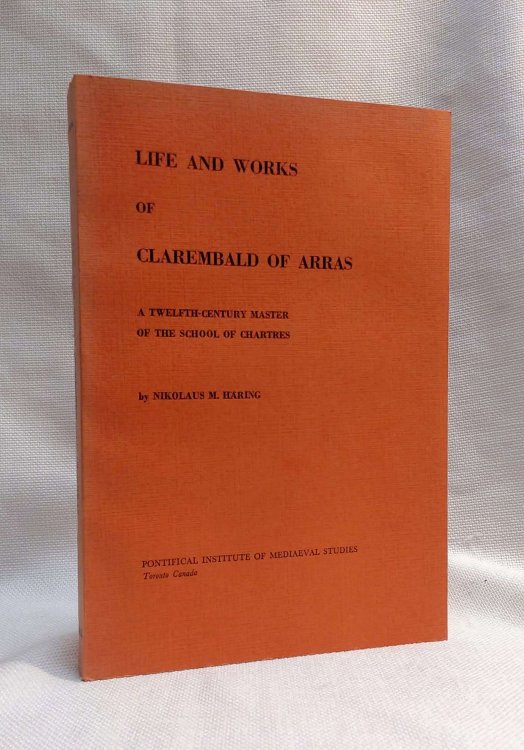 LIFE AND WORKS
OF
CLAREMBALD OF ARRAS
A TWELFTH-CENTURY MASTER
OF THE SCHOOL OF CHARTRES
by NIKOLAUS M. HÄRING
PONTIFICAL INSTITUTE OF MEDIAEVAL STUDIES
Toronto Canada